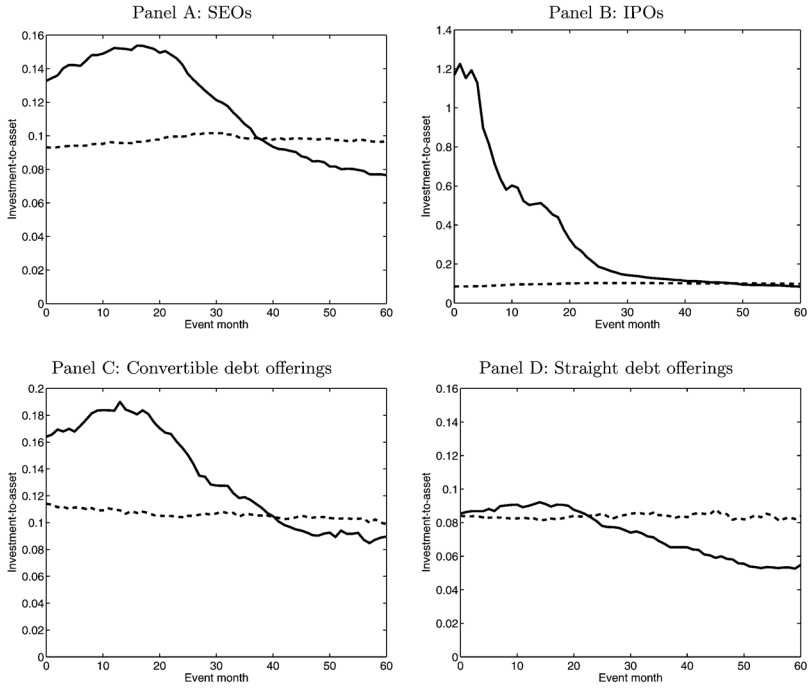 Panel A: SEOs
0.16
0.14
0.12
0.1
0.08
0.06
0.04
0.02
0
Investment-to-asset
0 10 20 30 40 50 60
Event month
Panel B: IPOs
1.4
1.2
1
0.8
0.6
0.4
0.2
0
Investment-to-asset
0 10 20 30 40 50 60
Event month
Panel C: Convertible debt offerings
0.2
0.18
0.16
0.14
0.12
0.1
0.08
0.06
0.04
0.02
0
Investment-to-asset
0 10 20 30 40 50 60
Event month
Panel D: Straight debt offerings
0.16
0.14
0.12
0.1
0.08
0.06
0.04
0.02
0
Investment-to-asset
0 10 20 30 40 50 60
Event month